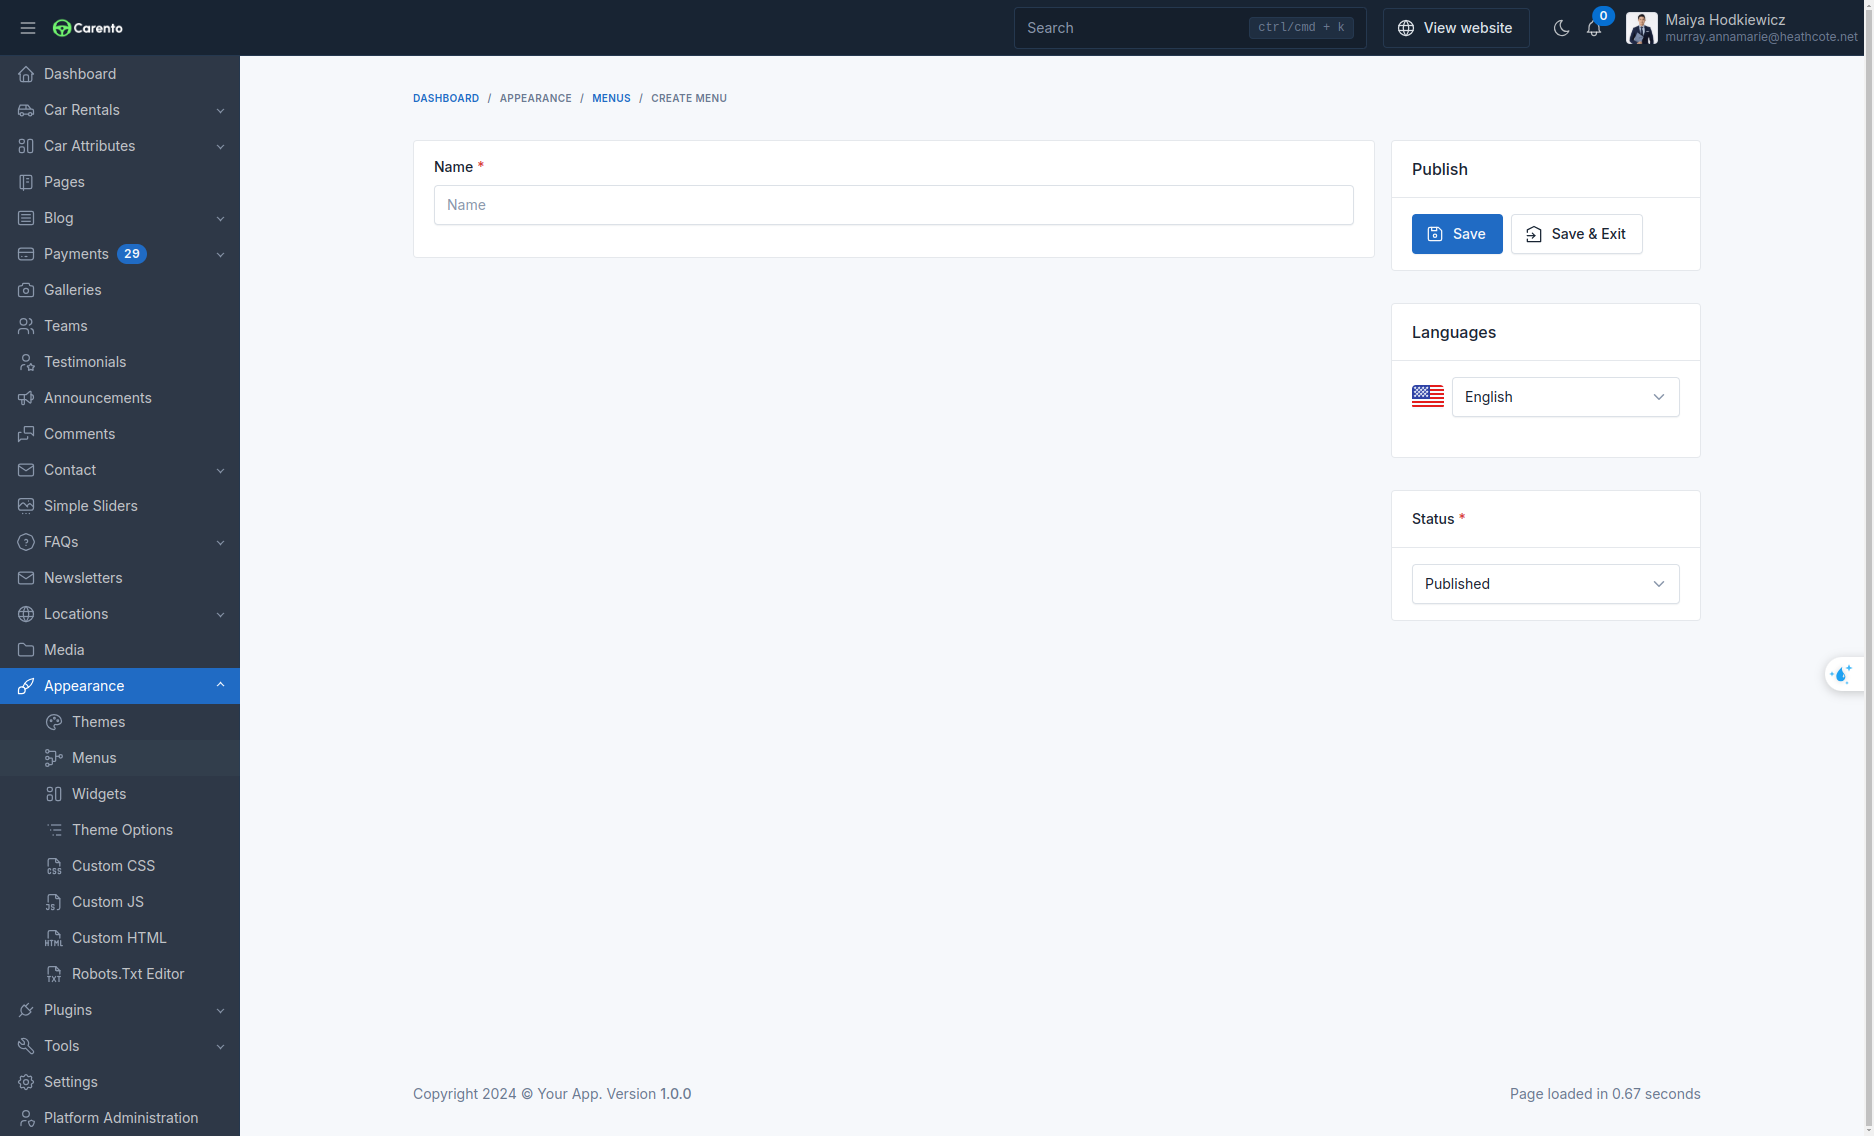 Carento
Search
ctrl/cmd + k
View website
0
Maiya Hodkiewicz
murray.annamarie@heathcote.net
Dashboard
Car Rentals
Car Attributes
Pages
Blog
Payments 29
Galleries
Teams
Testimonials
Announcements
Comments
Contact
Simple Sliders
FAQs
Newsletters
Locations
Media
Appearance
Themes
Menus
Widgets
Theme Options
CSS Custom CSS
JS Custom JS
HTML Custom HTML
TXT Robots.Txt Editor
Plugins
Tools
Settings
Platform Administration
DASHBOARD / APPEARANCE / MENUS / CREATE MENU
Name *
Name
Publish
Save
Save & Exit
Languages
English
Status *
Published
Copyright 2024 © Your App. Version 1.0.0
Page loaded in 0.67 seconds